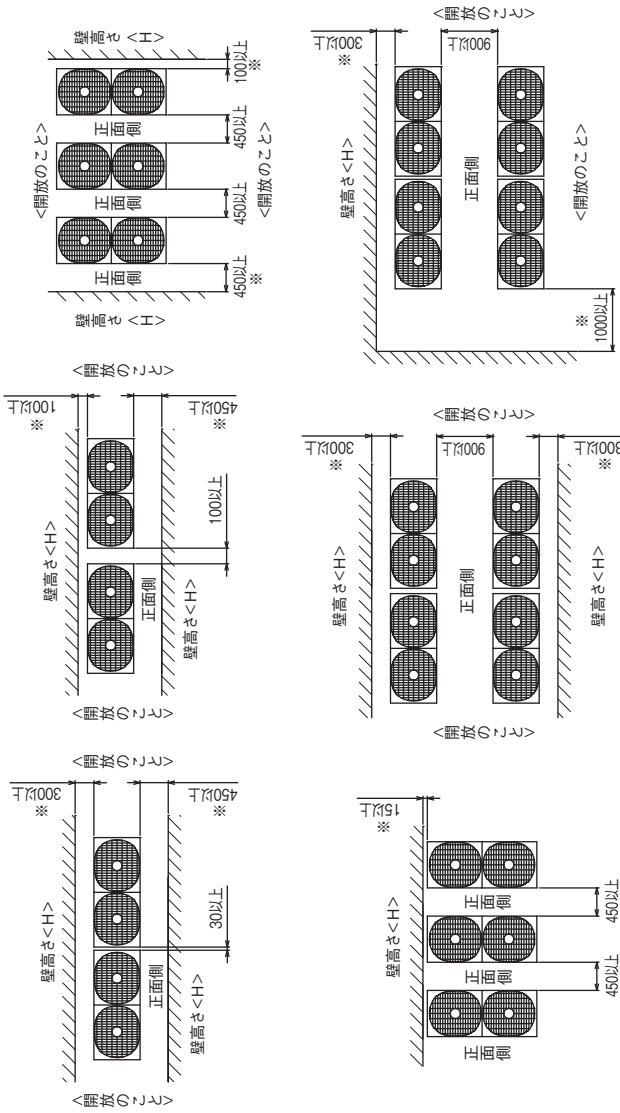 壁高さ <H>
※
100以上
<開放のこと>
正面側
450以上
正面側
450以上
正面側
450以上
※
<開放のこと>
壁高さ <H>
<開放のこと>
※
300以上
900以上
壁高さ<H>
正面側
<開放のこと>
※
1000以上
<開放のこと>
※
100以上
※
450以上
壁高さ<H>
100以上
正面側
壁高さ<H>
<開放のこと>
<開放のこと>
※
300以上
900以上
※
壁高さ<H>
正面側
壁高さ<H>
<開放のこと>
<開放のこと>
※
300以上
※
450以上
壁高さ<H>
30以上
正面側
壁高さ<H>
<開放のこと>
※
15以上
壁高さ<H>
正面側
450以上
正面側
450以上
正面側